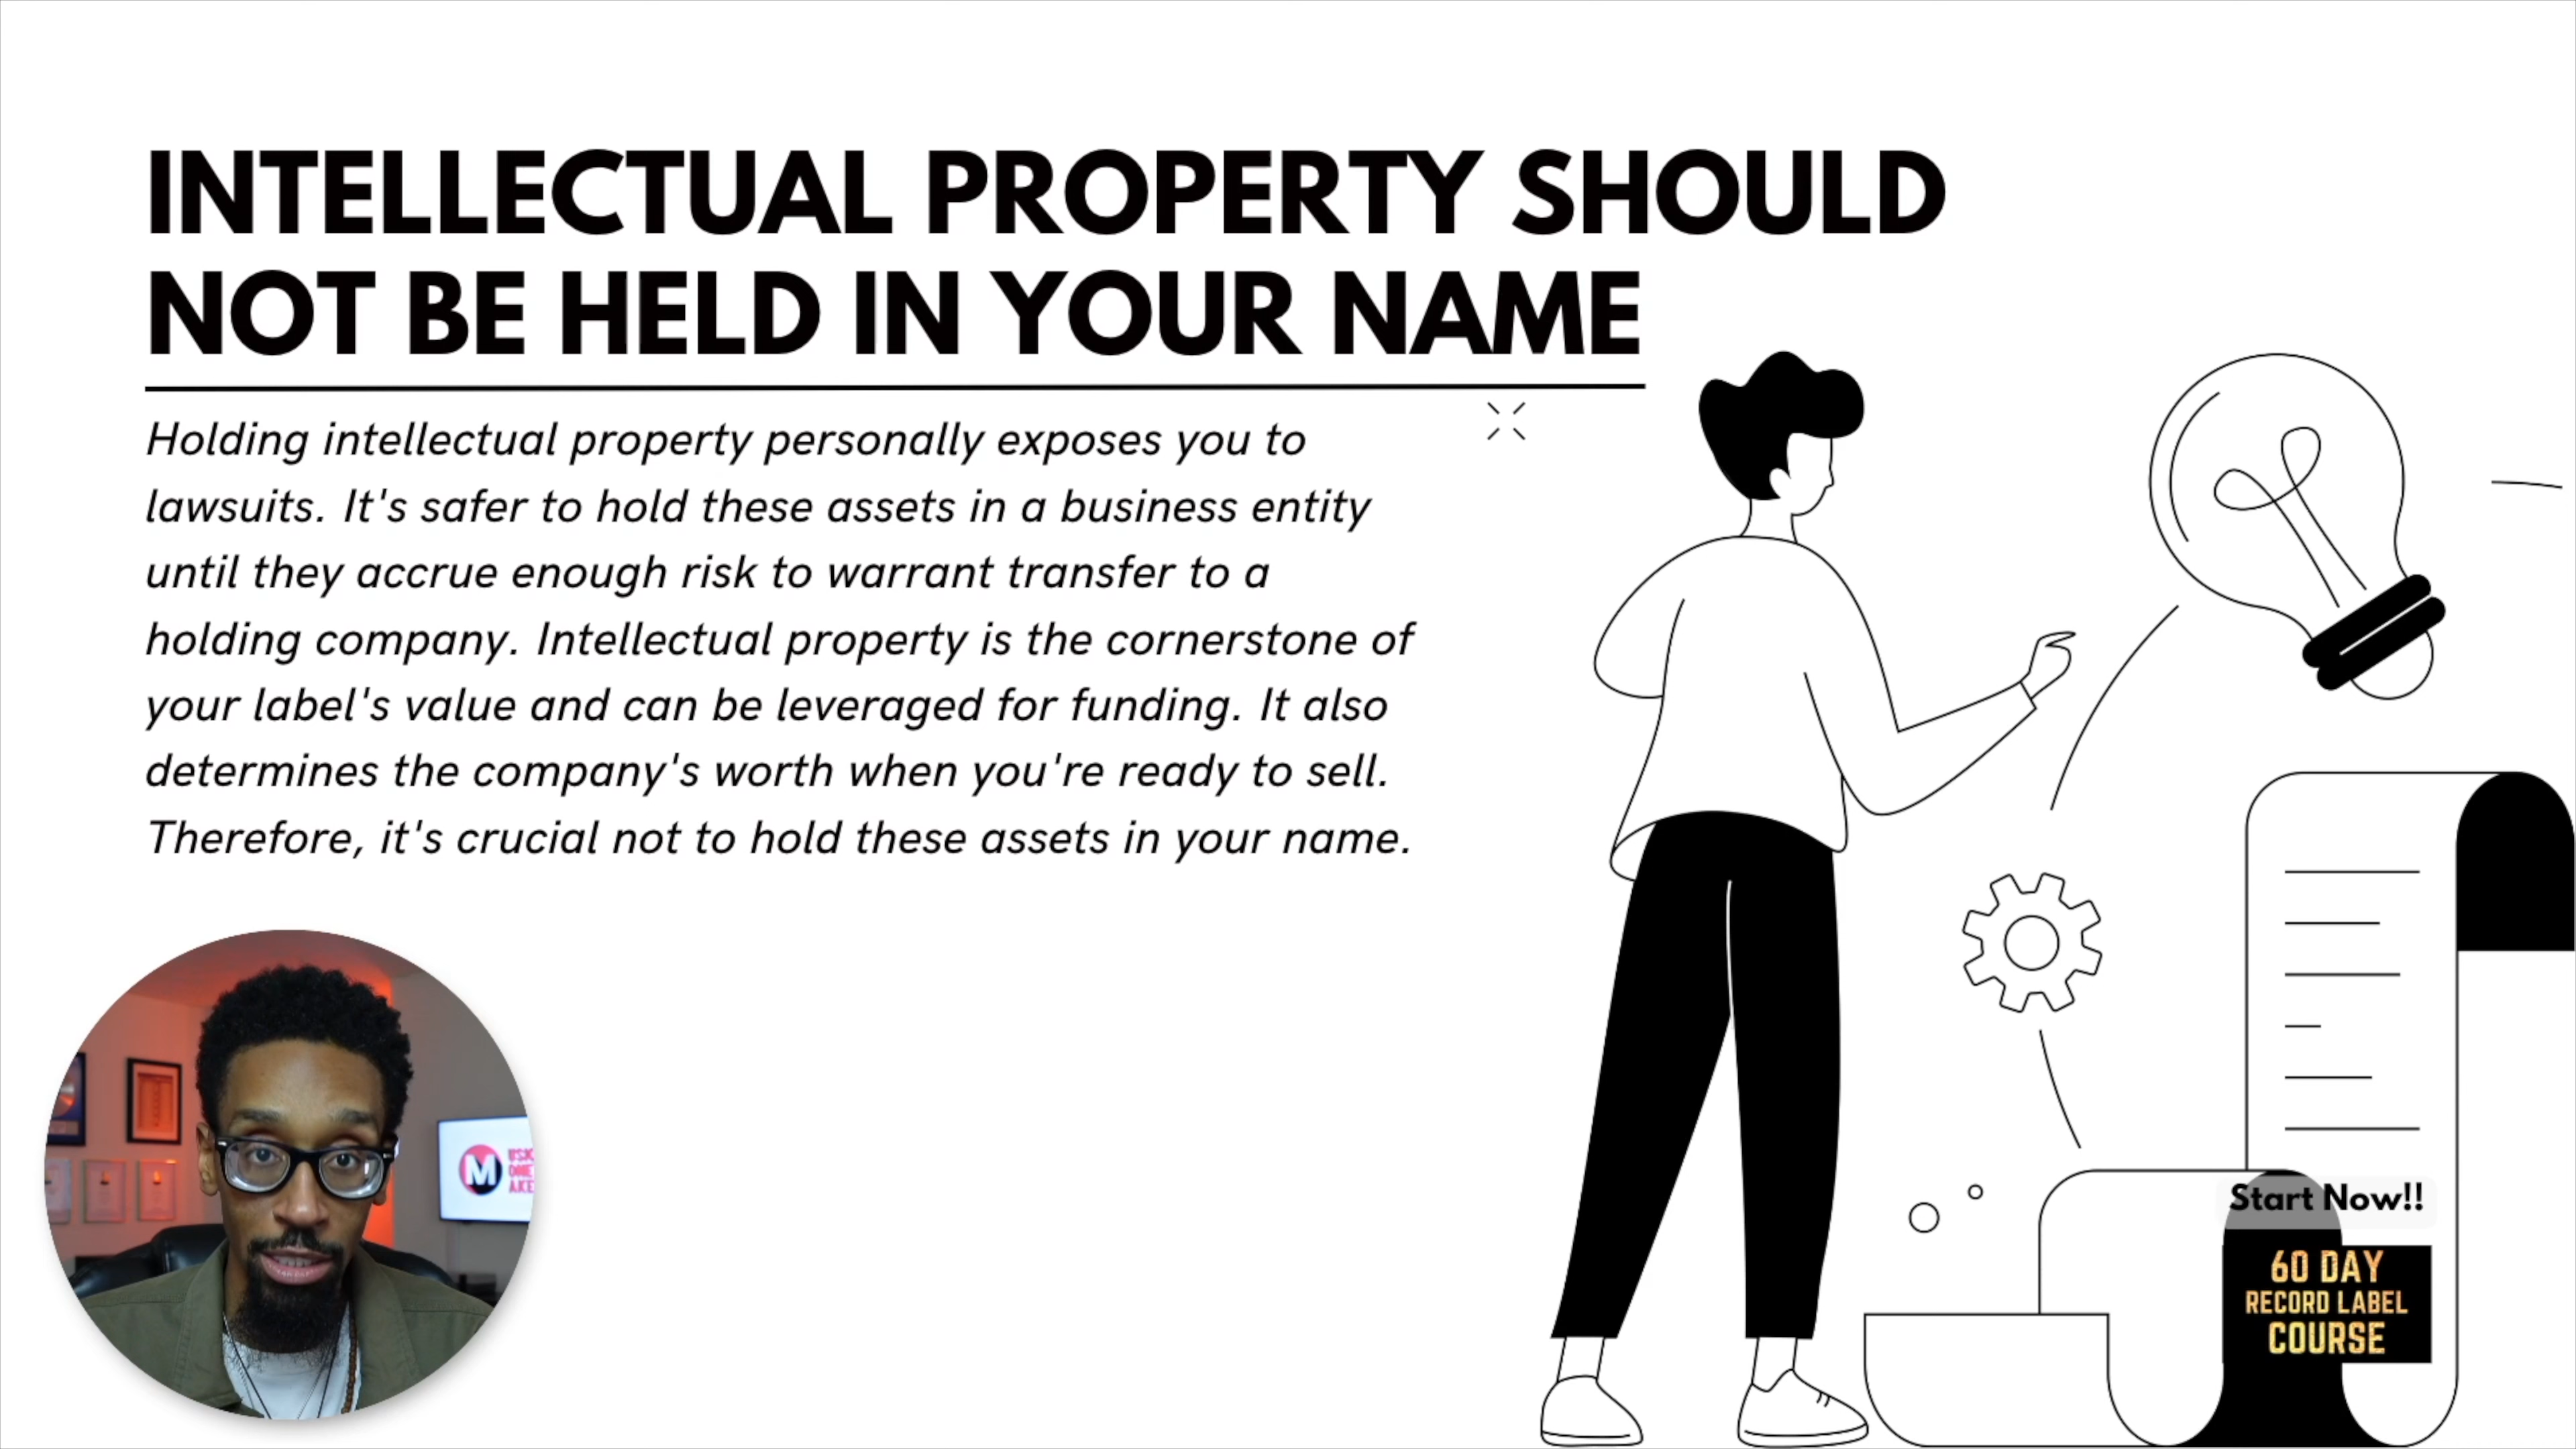 INTELLECTUAL PROPERTY SHOULD
NOT BE HELD IN YOUR NAME
Holding intellectual property personally exposes you to
lawsuits. It's safer to hold these assets in a business entity
until they accrue enough risk to warrant transfer to a
holding company. Intellectual property is the cornerstone of
your label's value and can be leveraged for funding. It also
determines the company's worth when you're ready to sell.
Therefore, it's crucial not to hold these assets in your name.
M
Start Now!!
60 DAY
RECORD LABEL
COURSE